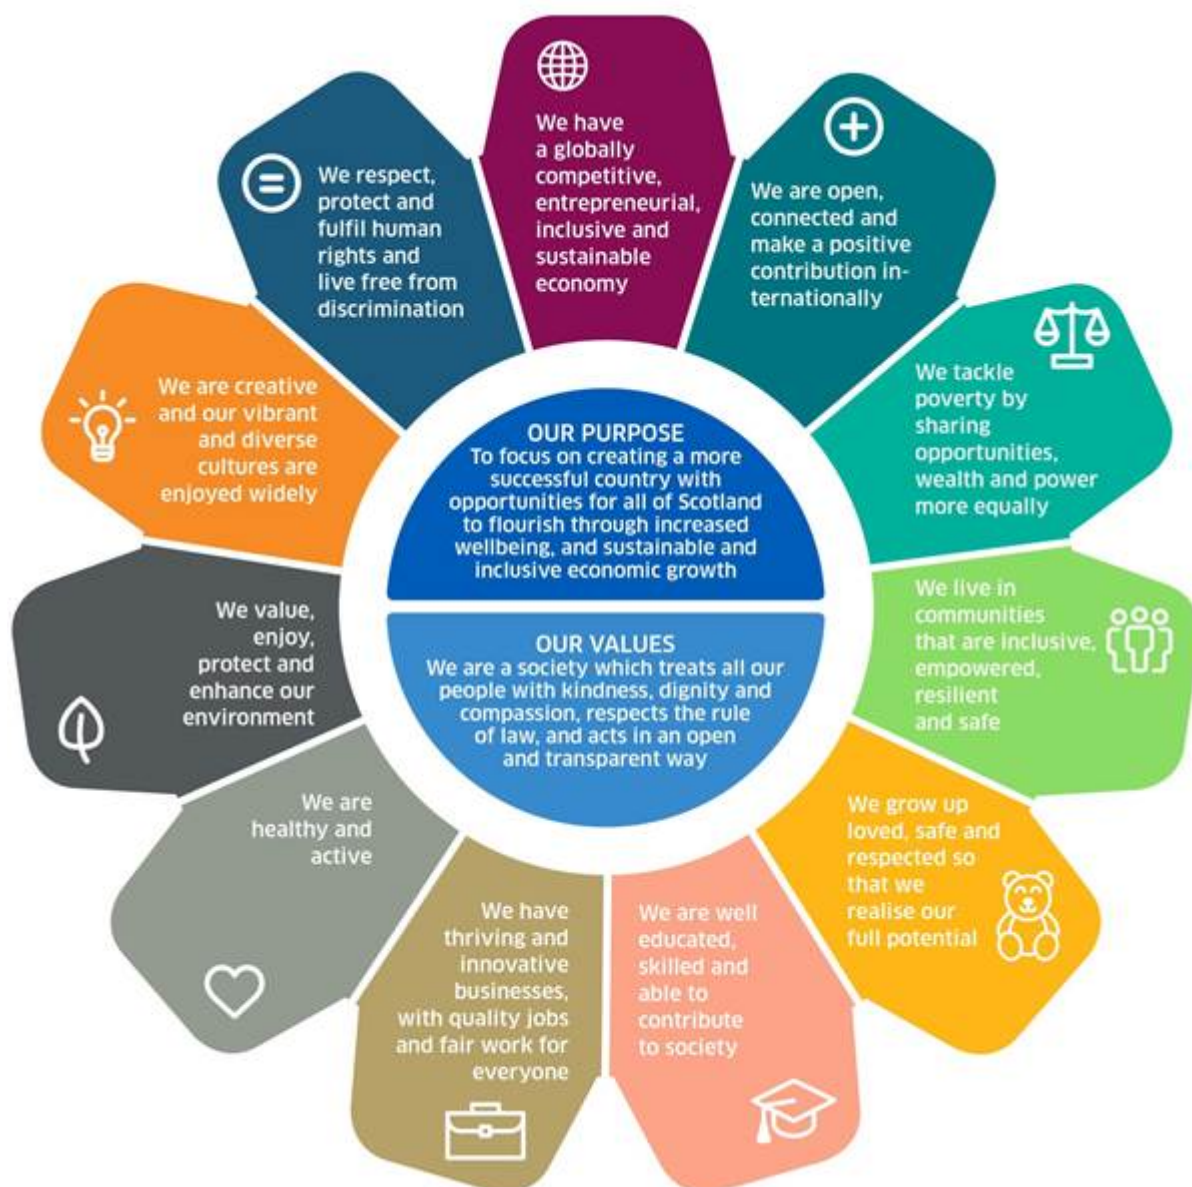 We have
a globally
competitive,
entrepreneurial,
inclusive and
sustainable
economy
We are open,
connected and
make a positive
contribution in-
ternationally
We tackle
poverty by
sharing
opportunities,
wealth and power
more equally
We live in
communities
that are inclusive,
empowered,
resilient
and safe
We grow up
loved, safe and
respected so
that we
realise our
full potential
We are well
educated,
skilled and
able to
contribute
to society
We have
thriving and
innovative
businesses,
with quality jobs
and fair work for
everyone
We are
healthy and
active
We value,
enjoy,
protect and
enhance our
environment
We are creative
and our vibrant
and diverse
cultures are
enjoyed widely
We respect,
protect and
fulfil human
rights and
live free from
discrimination
OUR PURPOSE
To focus on creating a more
successful country with
opportunities for all of Scotland
to flourish through increased
wellbeing, and sustainable and
inclusive economic growth
OUR VALUES
We are a society which treats all our
people with kindness, dignity and
compassion, respects the rule
of law, and acts in an open
and transparent way